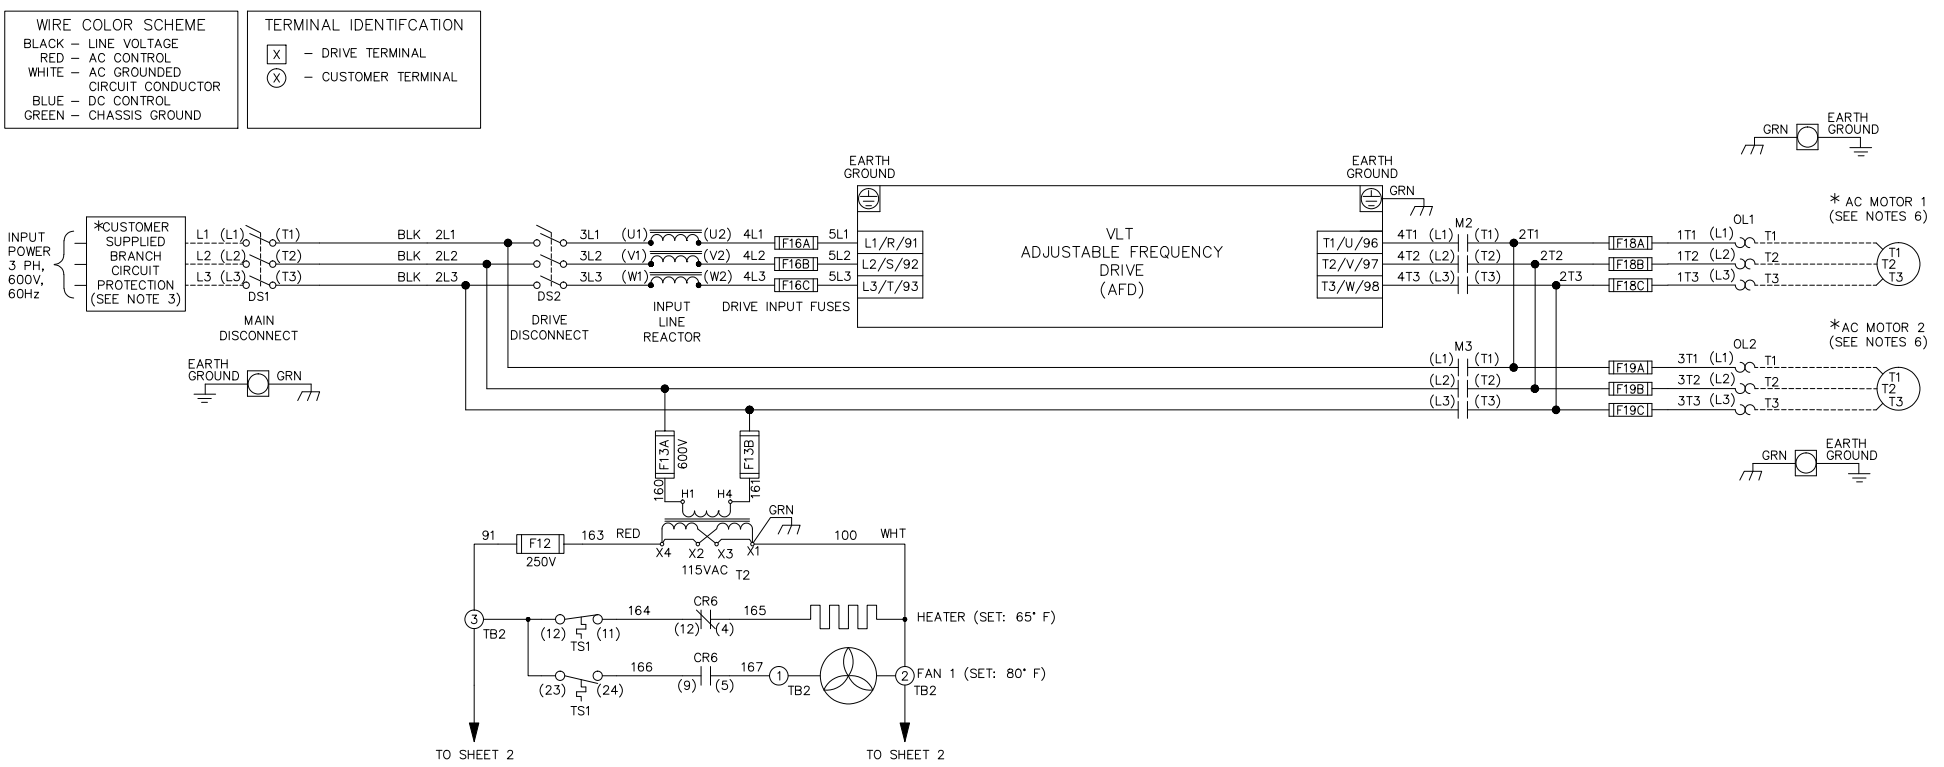 WIRE COLOR SCHEME
BLACK – LINE VOLTAGE
RED – AC CONTROL
WHITE – AC GROUNDED
CIRCUIT CONDUCTOR
BLUE – DC CONTROL
GREEN – CHASSIS GROUND
TERMINAL IDENTIFCATION
X – DRIVE TERMINAL
X – CUSTOMER TERMINAL
GRN
EARTH
GROUND
INPUT
POWER
3 PH,
600V,
60Hz
*CUSTOMER
SUPPLIED
BRANCH
CIRCUIT
PROTECTION
(SEE NOTE 3)
L1 (L1) (T1) BLK 2L1
L2 (L2) (T2) BLK 2L2
L3 (L3) (T3) BLK 2L3
DS1
MAIN
DISCONNECT
3L1 (U1) (U2) 4L1 F16A 5L1
3L2 (V1) (V2) 4L2 F16B 5L2
3L3 (W1) (W2) 4L3 F16C 5L3
DS2
DRIVE
DISCONNECT
INPUT
LINE
REACTOR
DRIVE INPUT FUSES
EARTH
GROUND
L1/R/91
L2/S/92
L3/T/93
VLT
ADJUSTABLE FREQUENCY
DRIVE
(AFD)
EARTH
GROUND
GRN
T1/U/96
T2/V/97
T3/W/98
M2
4T1 (L1) (T1) 2T1 F18A 1T1 (L1) T1
4T2 (L2) (T2) 2T2 F18B 1T2 (L2) T2
4T3 (L3) (T3) 2T3 F18C 1T3 (L3) T3
OL1
* AC MOTOR 1
(SEE NOTES 6)
T1
T2
T3
EARTH
GROUND
GRN
M3
(L1) (T1) F19A 3T1 (L1) T1
(L2) (T2) F19B 3T2 (L2) T2
(L3) (T3) F19C 3T3 (L3) T3
OL2
*AC MOTOR 2
(SEE NOTES 6)
T1
T2
T3
GRN
EARTH
GROUND
F13A
600V
F13B
160
161
H1 H4
GRN
91 F12 163 RED
250V
X4 X2 X3 X1
100 WHT
115VAC T2
3
TB2
(12) (11)
TS1
164
CR6
(12) (4)
165
HEATER (SET: 65° F)
(23) (24)
TS1
166
CR6
(9) (5)
167
1
TB2
2
TB2
FAN 1 (SET: 80° F)
TO SHEET 2
TO SHEET 2